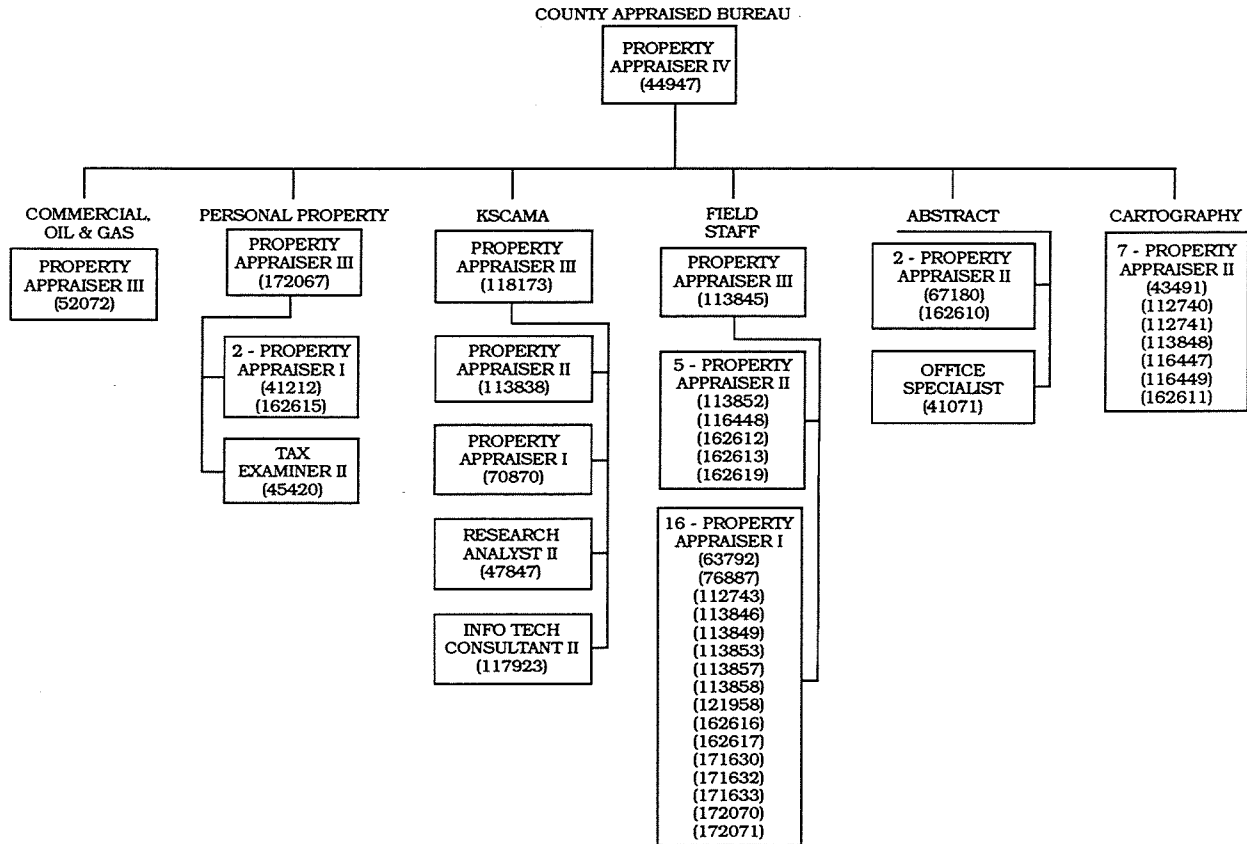 COUNTY APPRAISED BUREAU
PROPERTY
APPRAISER IV
(44947)
COMMERCIAL,
OIL & GAS
PROPERTY
APPRAISER III
(52072)
PERSONAL PROPERTY
PROPERTY
APPRAISER III
(172067)
2 - PROPERTY
APPRAISER I
(41212)
(162615)
TAX
EXAMINER II
(45420)
KSCAMA
PROPERTY
APPRAISER III
(118173)
PROPERTY
APPRAISER II
(113838)
PROPERTY
APPRAISER I
(70870)
RESEARCH
ANALYST II
(47847)
INFO TECH
CONSULTANT II
(117923)
FIELD
STAFF
PROPERTY
APPRAISER III
(113845)
5 - PROPERTY
APPRAISER II
(113852)
(116448)
(162612)
(162613)
(162619)
16 - PROPERTY
APPRAISER I
(63792)
(76887)
(112743)
(113846)
(113849)
(113853)
(113857)
(113858)
(121958)
(162616)
(162617)
(171630)
(171632)
(171633)
(172070)
(172071)
ABSTRACT
2 - PROPERTY
APPRAISER II
(67180)
(162610)
OFFICE
SPECIALIST
(41071)
CARTOGRAPHY
7 - PROPERTY
APPRAISER II
(43491)
(112740)
(112741)
(113848)
(116447)
(116449)
(162611)